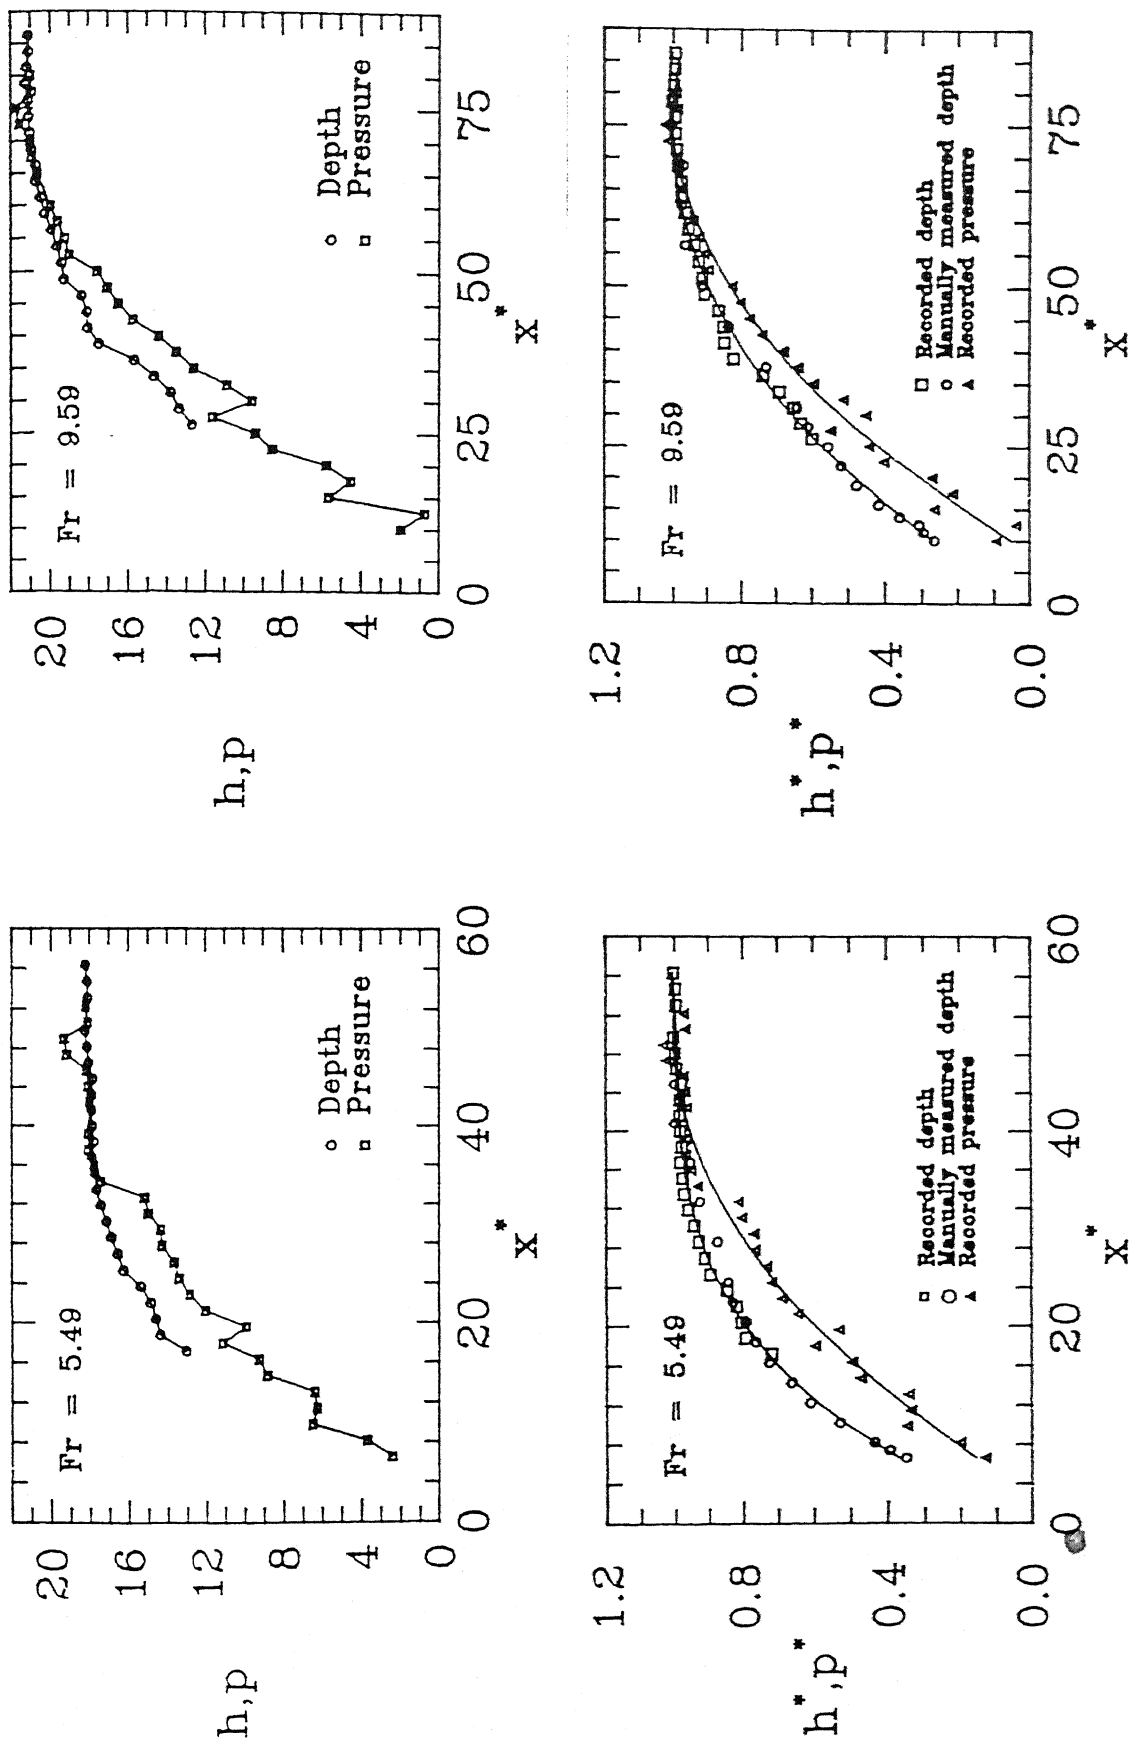 h,p
20
16
12
8
4
0
Fr = 5.49
o Depth
□ Pressure
0
20
40
60
x*
h,p
20
16
12
8
4
0
Fr = 9.59
o Depth
□ Pressure
0
25
50
75
x*
h*,p*
1.2
0.8
0.4
0.0
Fr = 5.49
□ Recorded depth
o Manually measured depth
▲ Recorded pressure
0
20
40
60
x*
h*,p*
1.2
0.8
0.4
0.0
Fr = 9.59
□ Recorded depth
o Manually measured depth
▲ Recorded pressure
0
25
50
75
x*